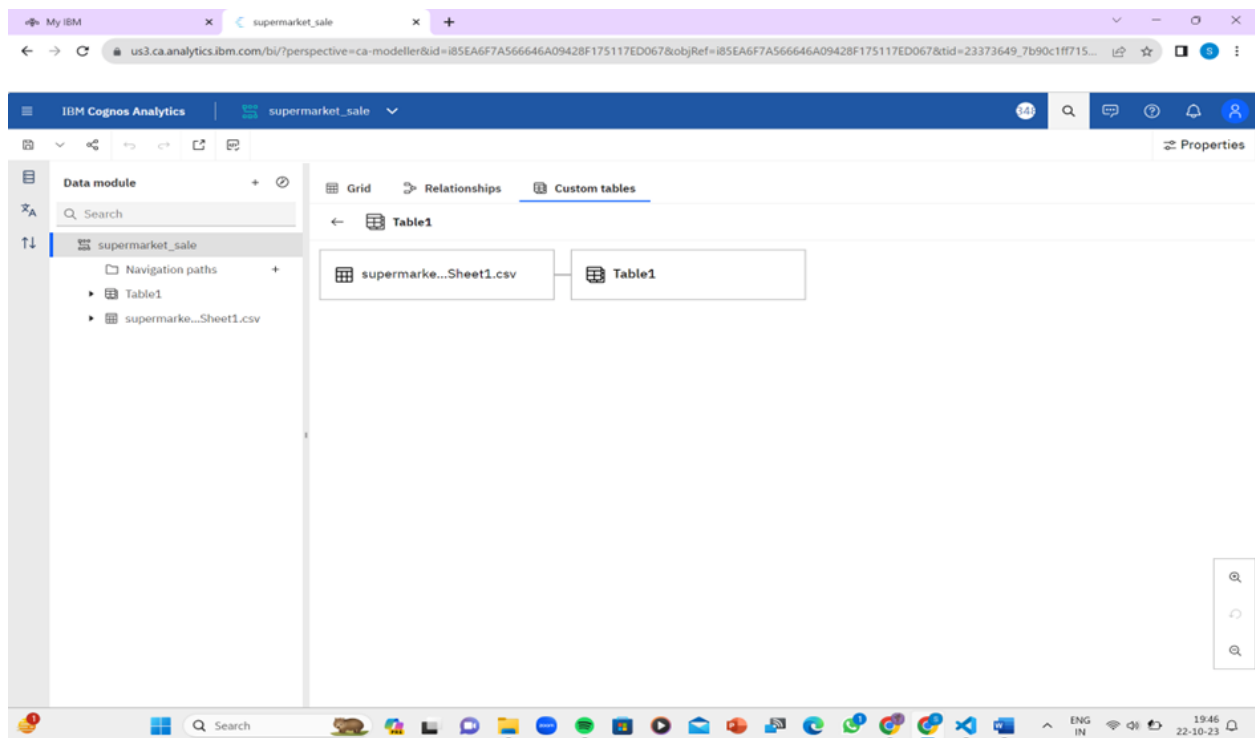 My IBM
supermarket_sale
us3.ca.analytics.ibm.com/bi/?perspective=ca-modeller&id=i85EA6F7A566646A09428F175117ED067&objRef=i85EA6F7A566646A09428F175117ED067&tid=23373649_7b90c1ff715...
S
IBM Cognos Analytics
supermarket_sale
Properties
Data module
Grid
Relationships
Custom tables
Search
Table1
supermarket_sale
Navigation paths
Table1
supermarke...Sheet1.csv
supermarke...Sheet1.csv
Table1
Search
ENG
IN
19:46
22-10-23